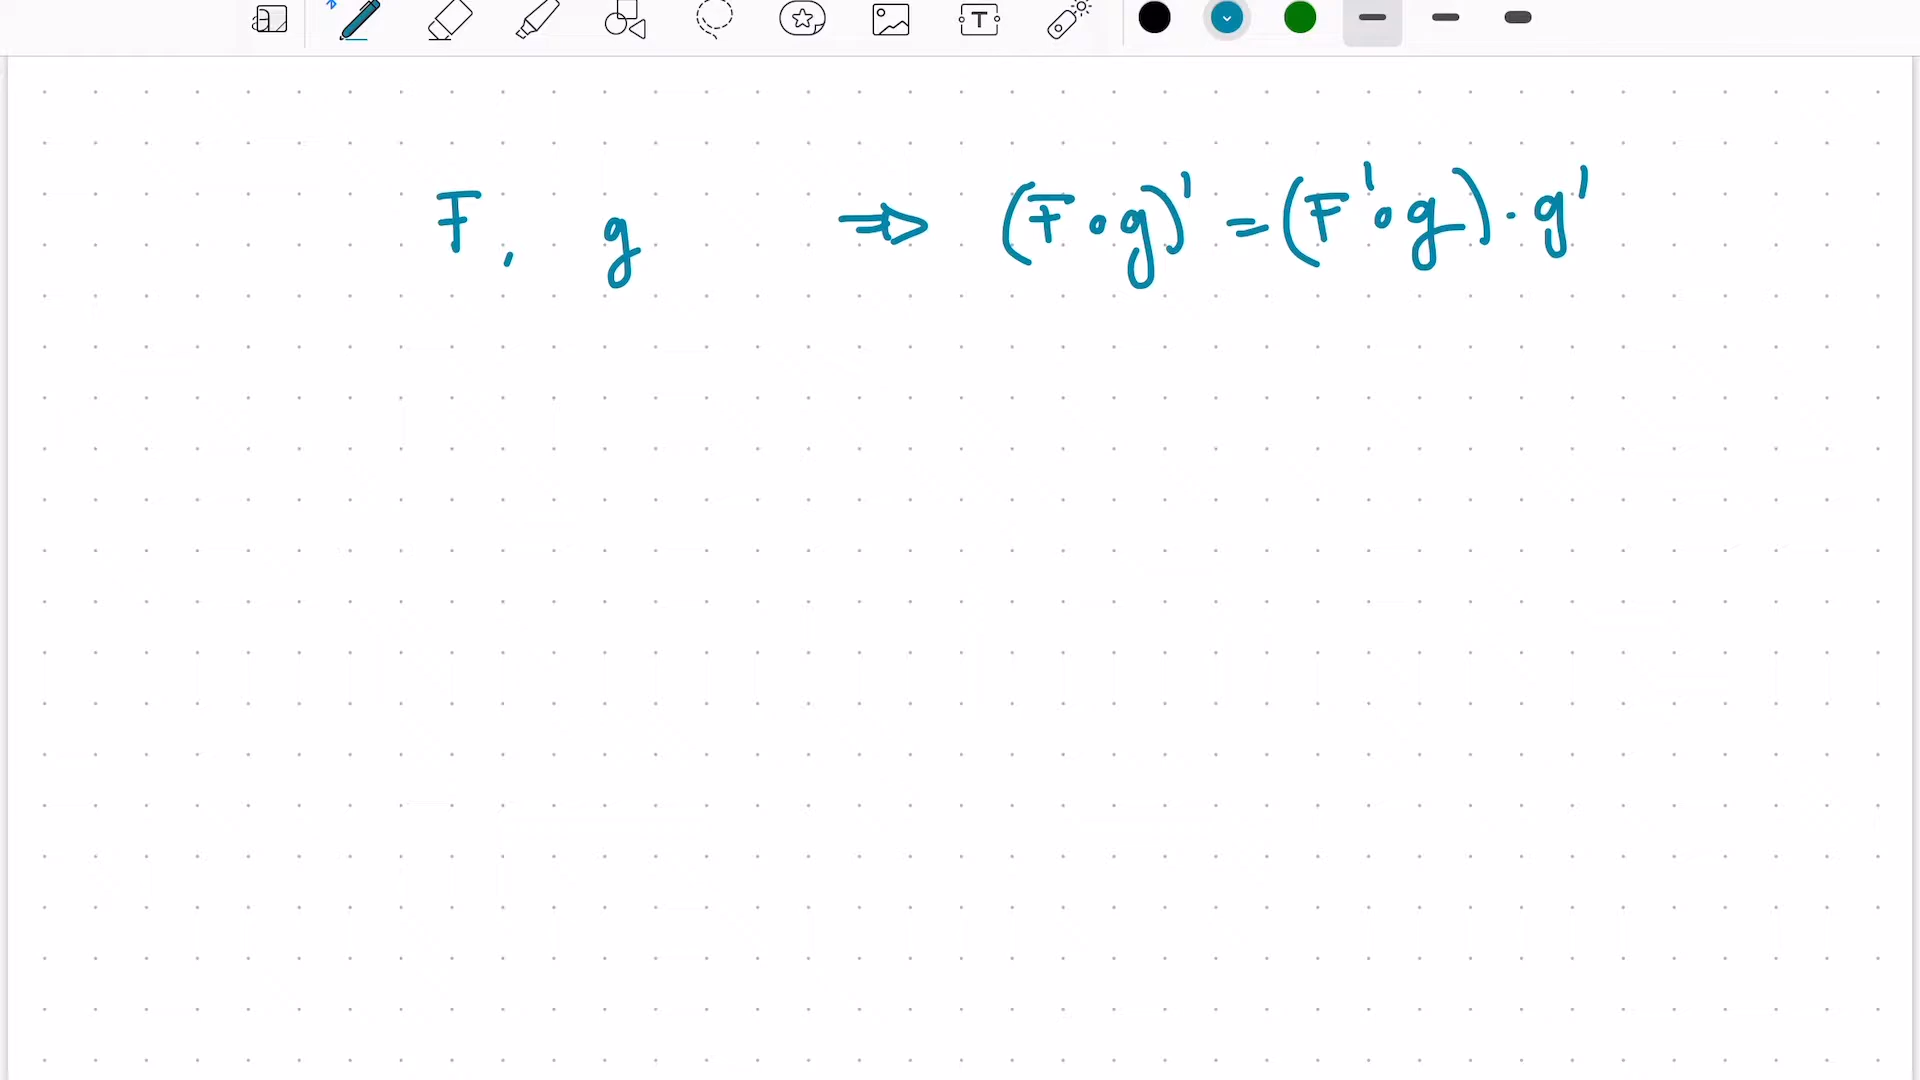 F, g ⇒ (F∘g)' = (F'∘g)·g'